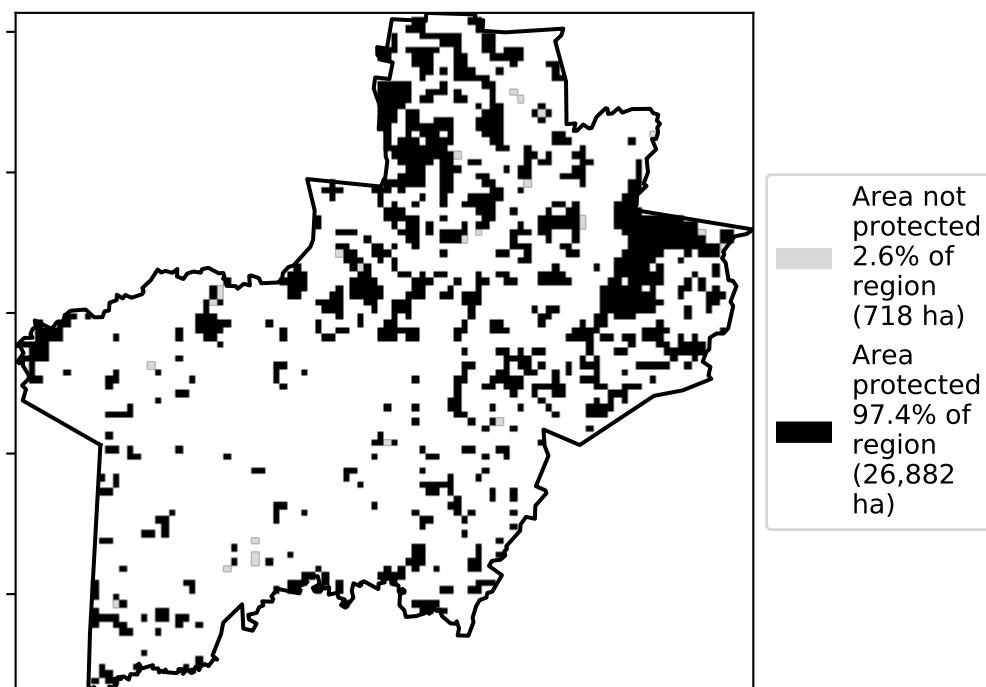 Area not
protected
2.6% of
region
(718 ha)
Area
protected
97.4% of
region
(26,882
ha)